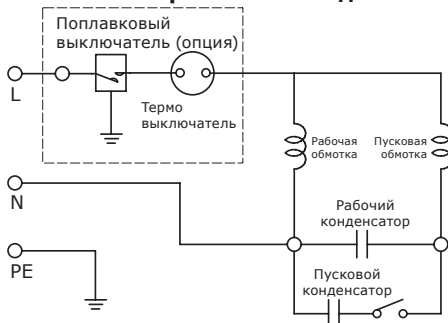 Поплавковый
выключатель (опция)
L
Термо
выключатель
Рабочая
обмотка
Пусковая
обмотка
N
Рабочий
конденсатор
PE
Пусковой
конденсатор